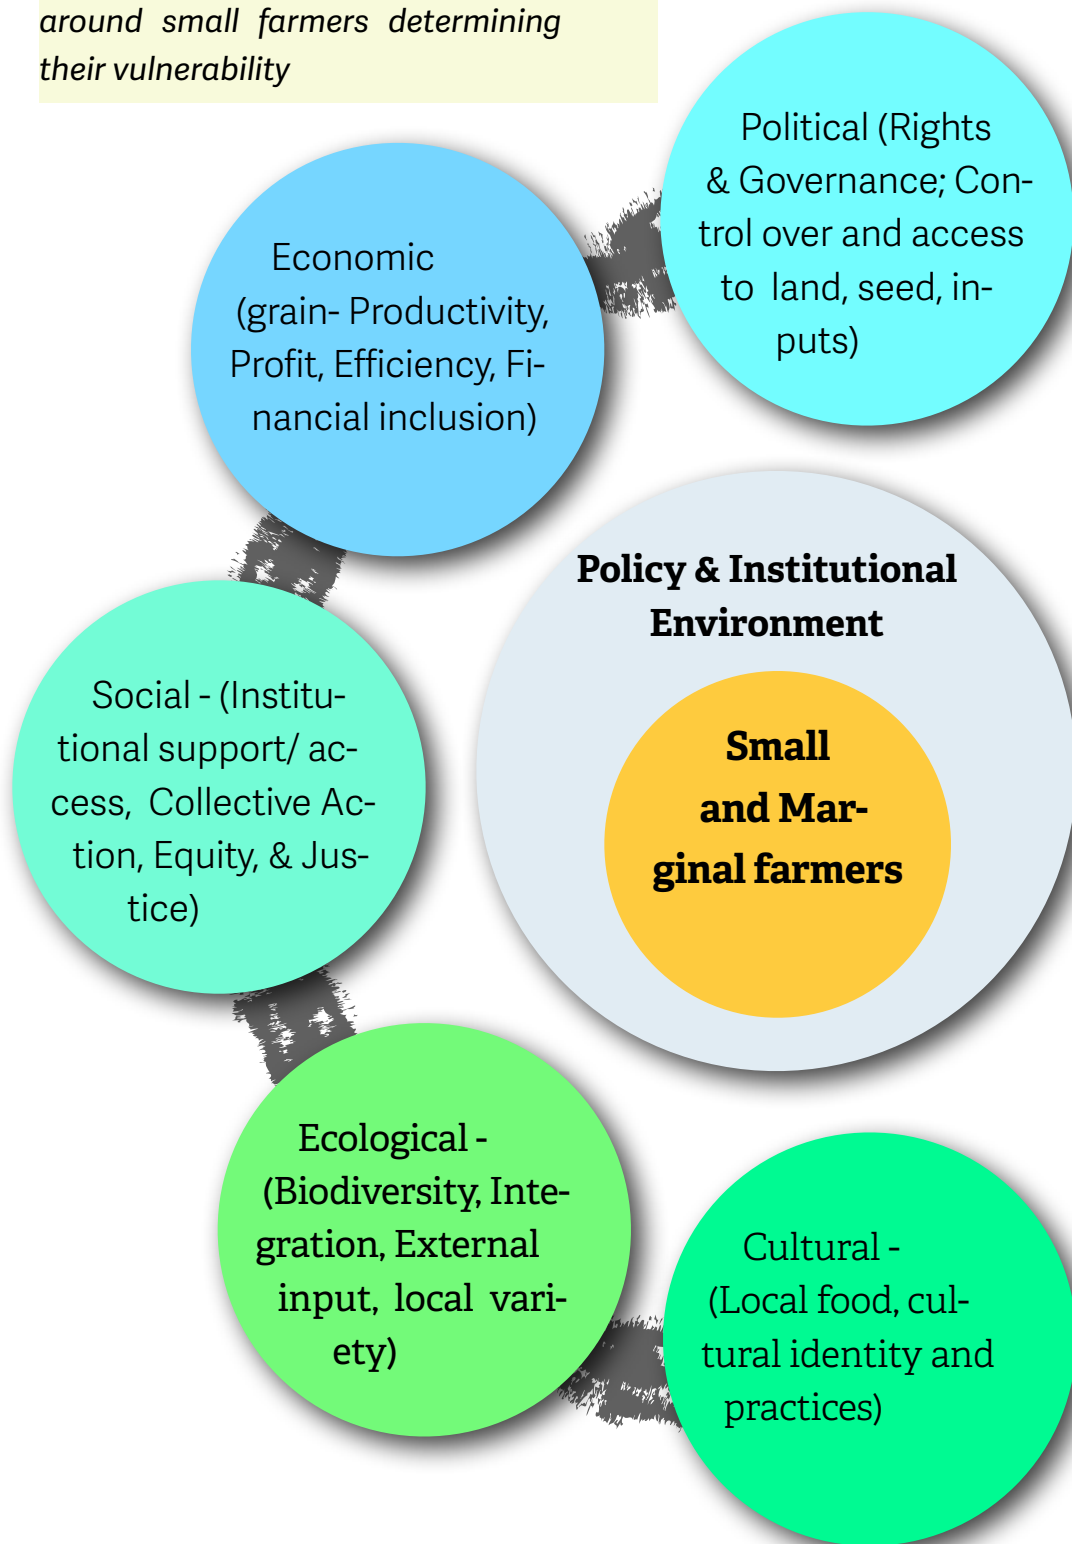 around small farmers determining
their vulnerability
Political (Rights
& Governance; Con-
trol over and access
to land, seed, in-
puts)
Economic
(grain- Productivity,
Profit, Efficiency, Fi-
nancial inclusion)
Policy & Institutional
Environment
Small
and Mar-
ginal farmers
Social - (Institu-
tional support/ ac-
cess, Collective Ac-
tion, Equity, & Jus-
tice)
Ecological -
(Biodiversity, Inte-
gration, External
input, local vari-
ety)
Cultural -
(Local food, cul-
tural identity and
practices)